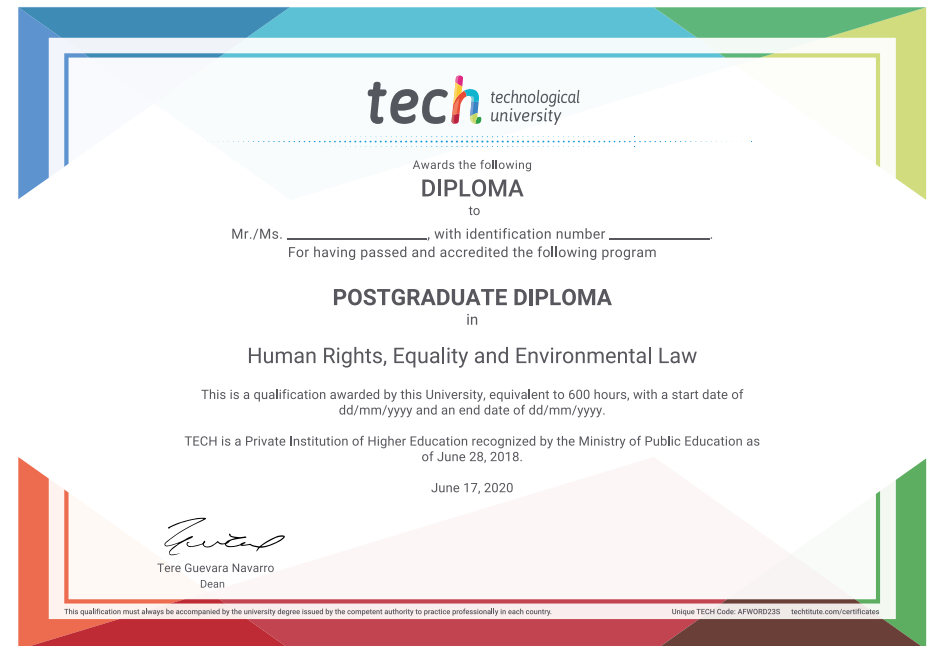 tech technological
university
Awards the following
DIPLOMA
to
Mr./Ms. ____________________, with identification number ______________.
For having passed and accredited the following program
POSTGRADUATE DIPLOMA
in
Human Rights, Equality and Environmental Law
This is a qualification awarded by this University, equivalent to 600 hours, with a start date of
dd/mm/yyyy and an end date of dd/mm/yyyy.
TECH is a Private Institution of Higher Education recognized by the Ministry of Public Education as
of June 28, 2018.
June 17, 2020
Tere Guevara Navarro
Dean
This qualification must always be accompanied by the university degree issued by the competent authority to practice professionally in each country.
Unique TECH Code: AFWORD23S techtitute.com/certificates